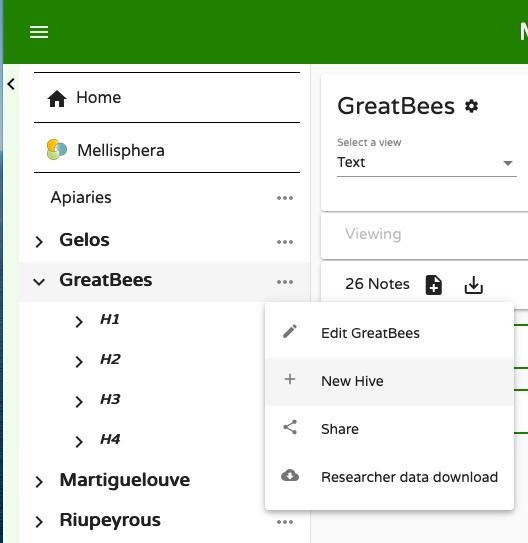 M
Home
Mellisphera
Apiaries
Gelos
GreatBees
H1
H2
H3
H4
Martiguelouve
Riupeyrous
GreatBees
Select a view
Text
Viewing
26 Notes
Edit GreatBees
New Hive
Share
Researcher data download